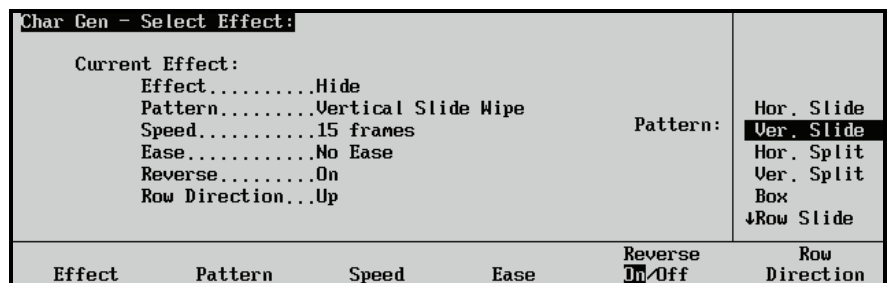 Char Gen - Select Effect:
Current Effect:
Effect..........Hide
Pattern.........Vertical Slide Wipe
Speed...........15 frames
Ease............No Ease
Reverse.........On
Row Direction...Up
Pattern:
Hor. Slide
Ver. Slide
Hor. Split
Ver. Split
Box
↓Row Slide
Effect
Pattern
Speed
Ease
Reverse
On/Off
Row
Direction